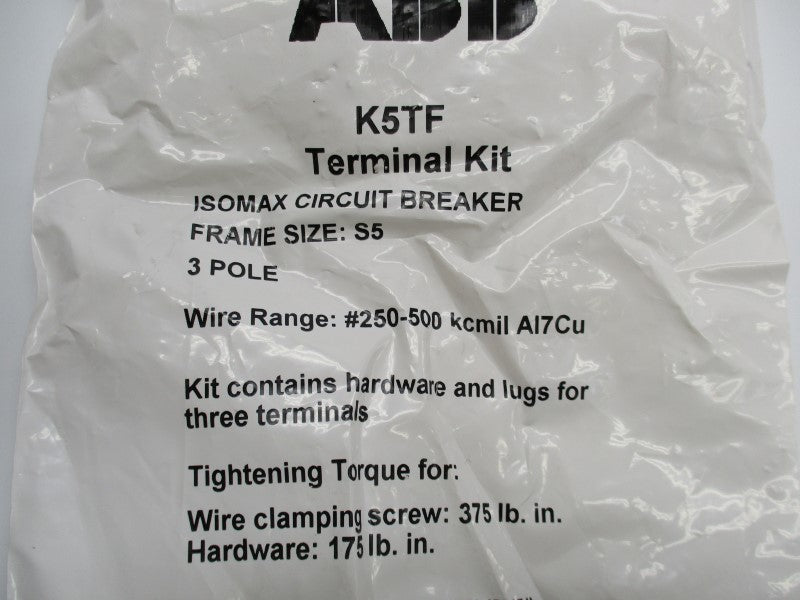 ABB
K5TF
Terminal Kit
ISOMAX CIRCUIT BREAKER
FRAME SIZE: S5
3 POLE
Wire Range: #250-500 kcmil Al7Cu
Kit contains hardware and lugs for
three terminals
Tightening Torque for:
Wire clamping screw: 375 lb. in.
Hardware: 175 lb. in.